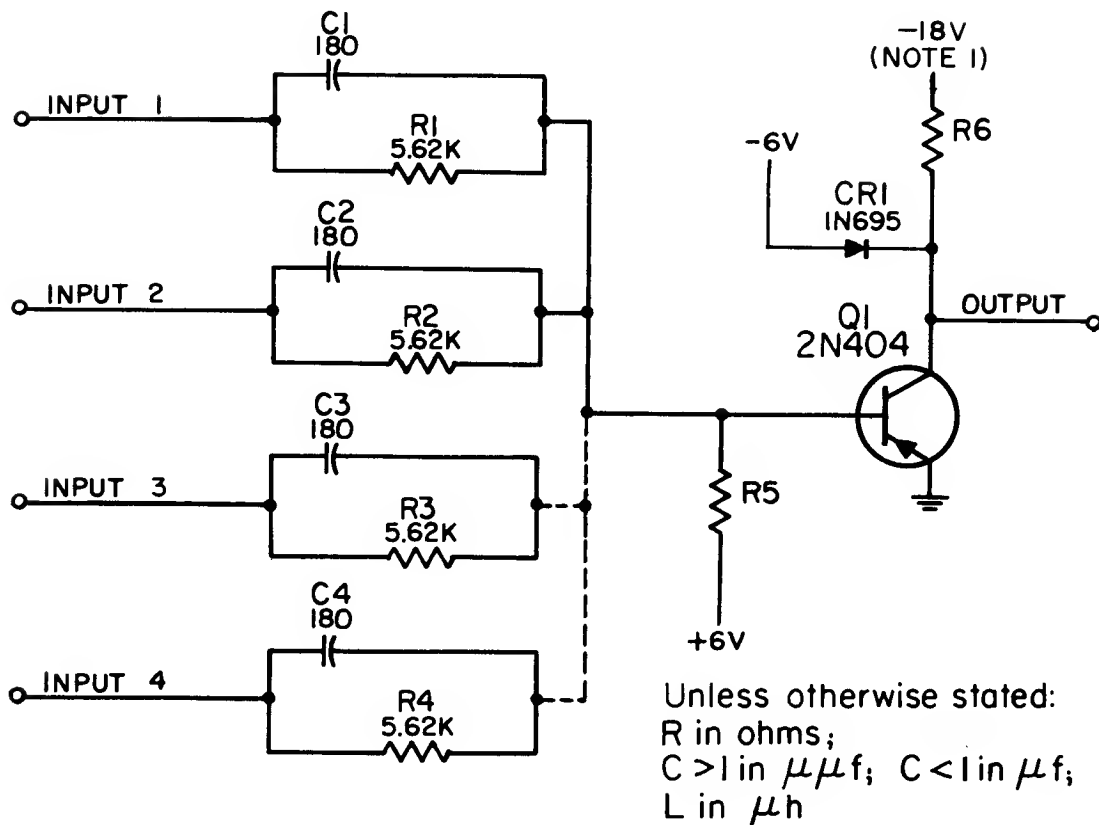 C1
180
INPUT 1
R1
5.62K
C2
180
INPUT 2
R2
5.62K
C3
180
INPUT 3
R3
5.62K
C4
180
INPUT 4
R4
5.62K
-18V
(NOTE 1)
R6
-6V
CR1
1N695
OUTPUT
Q1
2N404
R5
+6V
Unless otherwise stated:
R in ohms;
C >1 in μμf; C <1 in μf;
L in μh